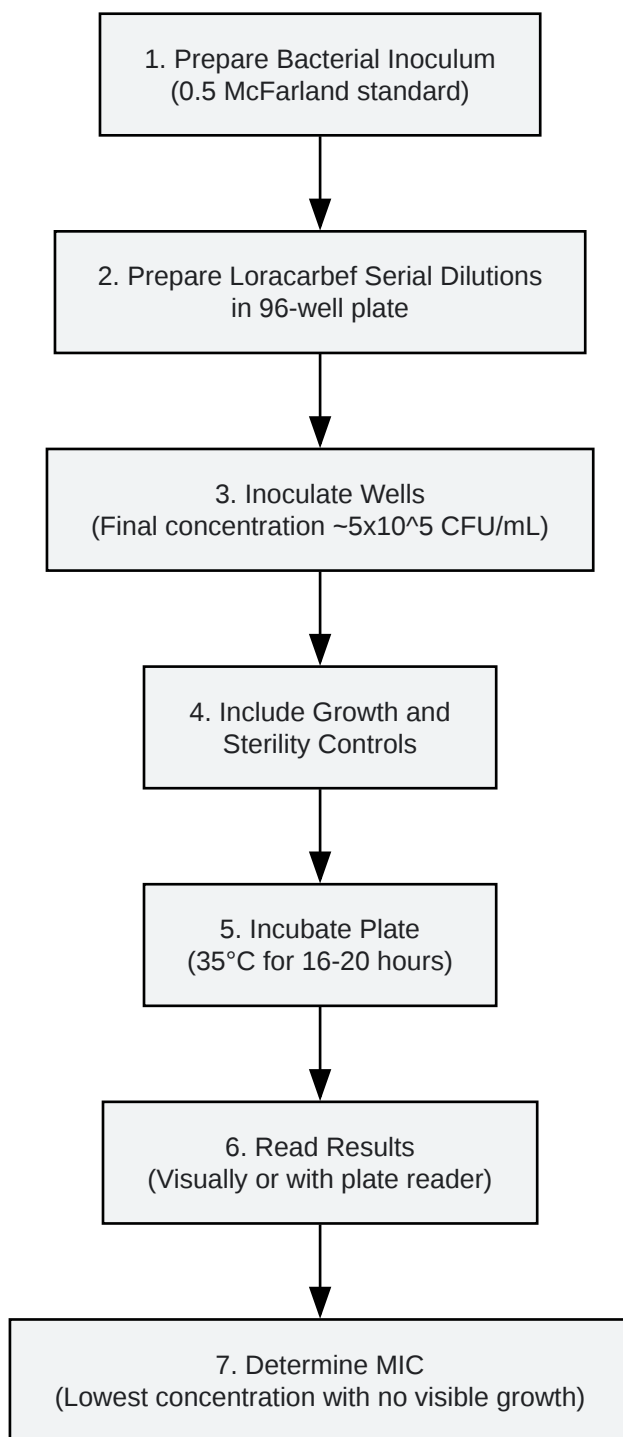 1. Prepare Bacterial Inoculum
(0.5 McFarland standard)
2. Prepare Loracarbef Serial Dilutions
in 96-well plate
3. Inoculate Wells
(Final concentration ~5x10^5 CFU/mL)
4. Include Growth and
Sterility Controls
5. Incubate Plate
(35°C for 16-20 hours)
6. Read Results
(Visually or with plate reader)
7. Determine MIC
(Lowest concentration with no visible growth)